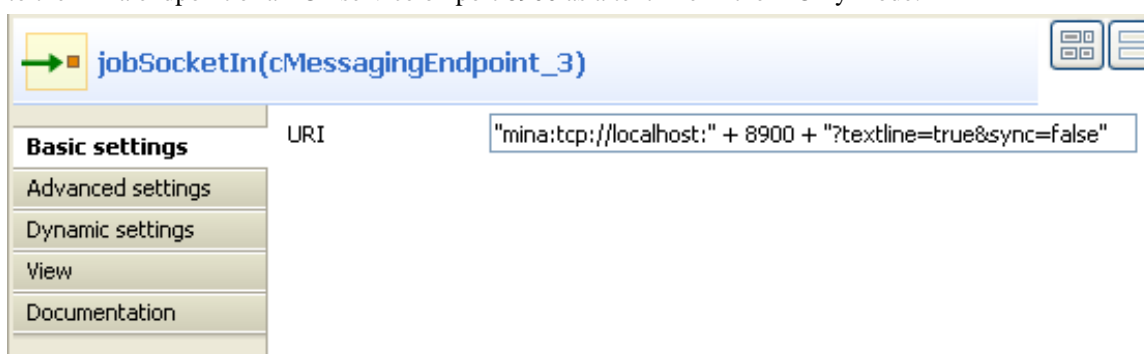 jobSocketIn(cMessagingEndpoint_3)
Basic settings
URI
"mina:tcp://localhost:" + 8900 + "?textline=true&sync=false"
Advanced settings
Dynamic settings
View
Documentation